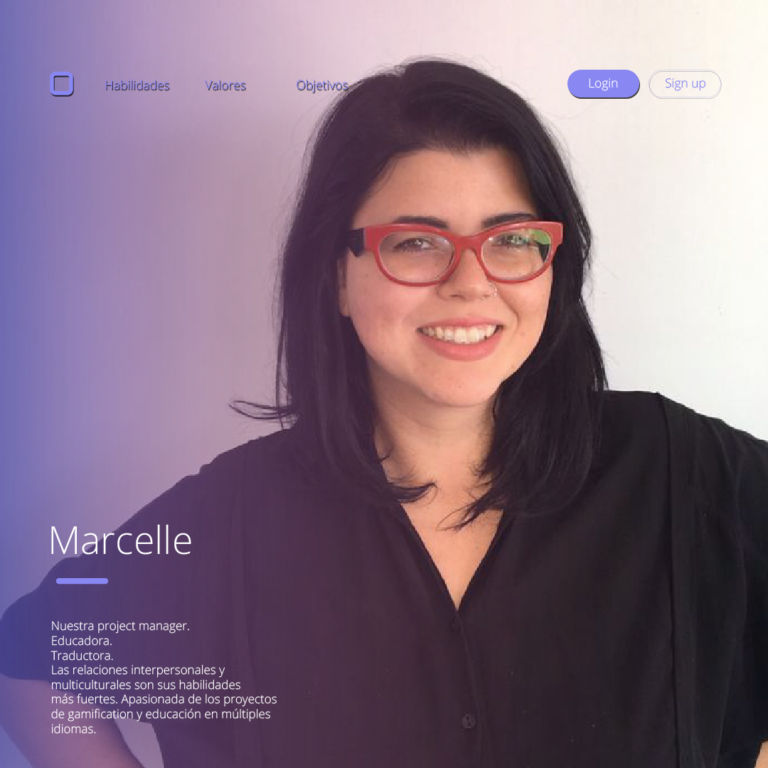 Habilidades Valores Objetivos Login Sign up
Marcelle
Nuestra project manager.
Educadora.
Traductora.
Las relaciones interpersonales y
multiculturales son sus habilidades
más fuertes. Apasionada de los proyectos
de gamification y educación en múltiples
idiomas.